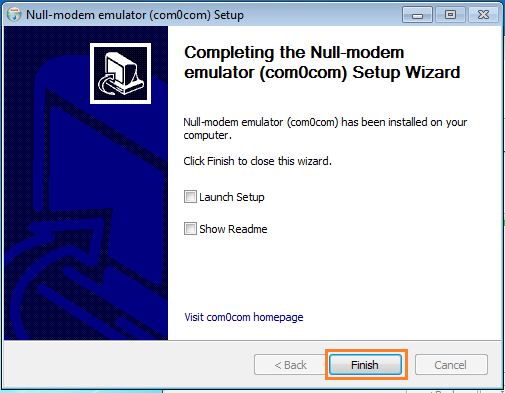 Null-modem emulator (com0com) Setup
Completing the Null-modem
emulator (com0com) Setup Wizard
Null-modem emulator (com0com) has been installed on your
computer.
Click Finish to close this wizard.
Launch Setup
Show Readme
Visit com0com homepage
< Back
Finish
Cancel